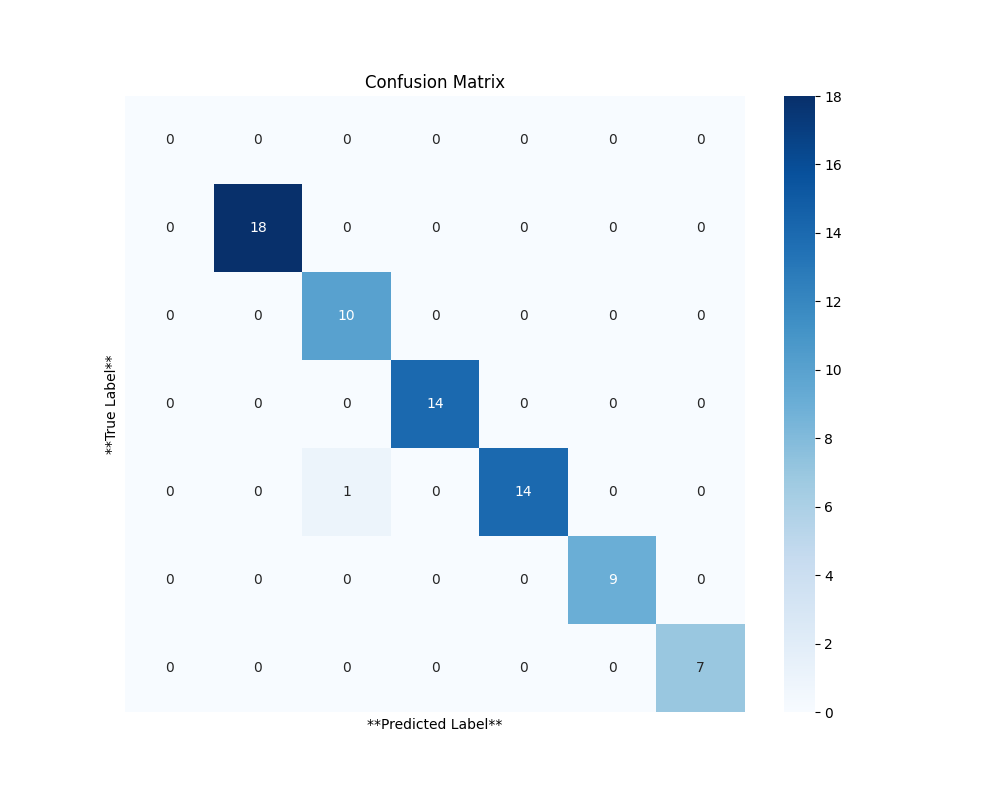 Confusion Matrix
0 0 0 0 0 0 0
0 18 0 0 0 0 0
0 0 10 0 0 0 0
0 0 0 14 0 0 0
0 0 1 0 14 0 0
0 0 0 0 0 9 0
0 0 0 0 0 0 7
**True Label**
**Predicted Label**
18
16
14
12
10
8
6
4
2
0